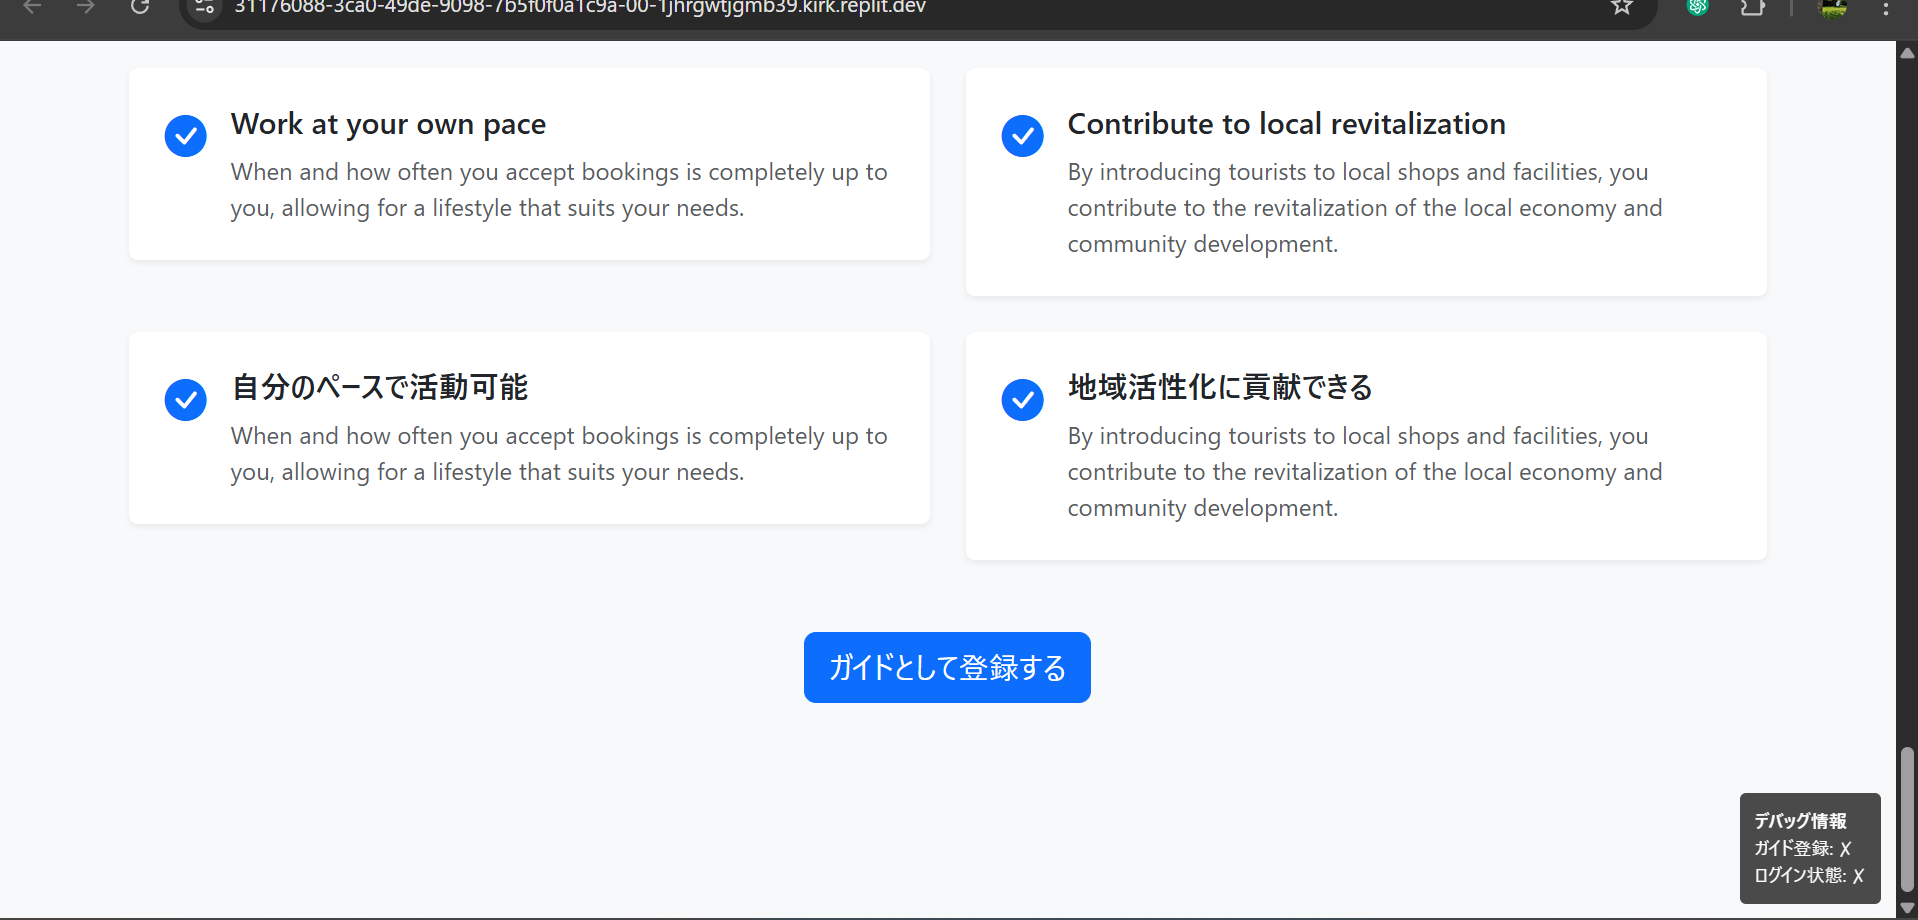 31176088-3ca0-49de-9098-7b5f0f0a1c9a-00-1jhrgwtjgmb39.kirk.replit.dev
Work at your own pace
When and how often you accept bookings is completely up to
you, allowing for a lifestyle that suits your needs.
Contribute to local revitalization
By introducing tourists to local shops and facilities, you
contribute to the revitalization of the local economy and
community development.
自分のペースで活動可能
When and how often you accept bookings is completely up to
you, allowing for a lifestyle that suits your needs.
地域活性化に貢献できる
By introducing tourists to local shops and facilities, you
contribute to the revitalization of the local economy and
community development.
ガイドとして登録する
デバッグ情報
ガイド登録: ✗
ログイン状態: ✗